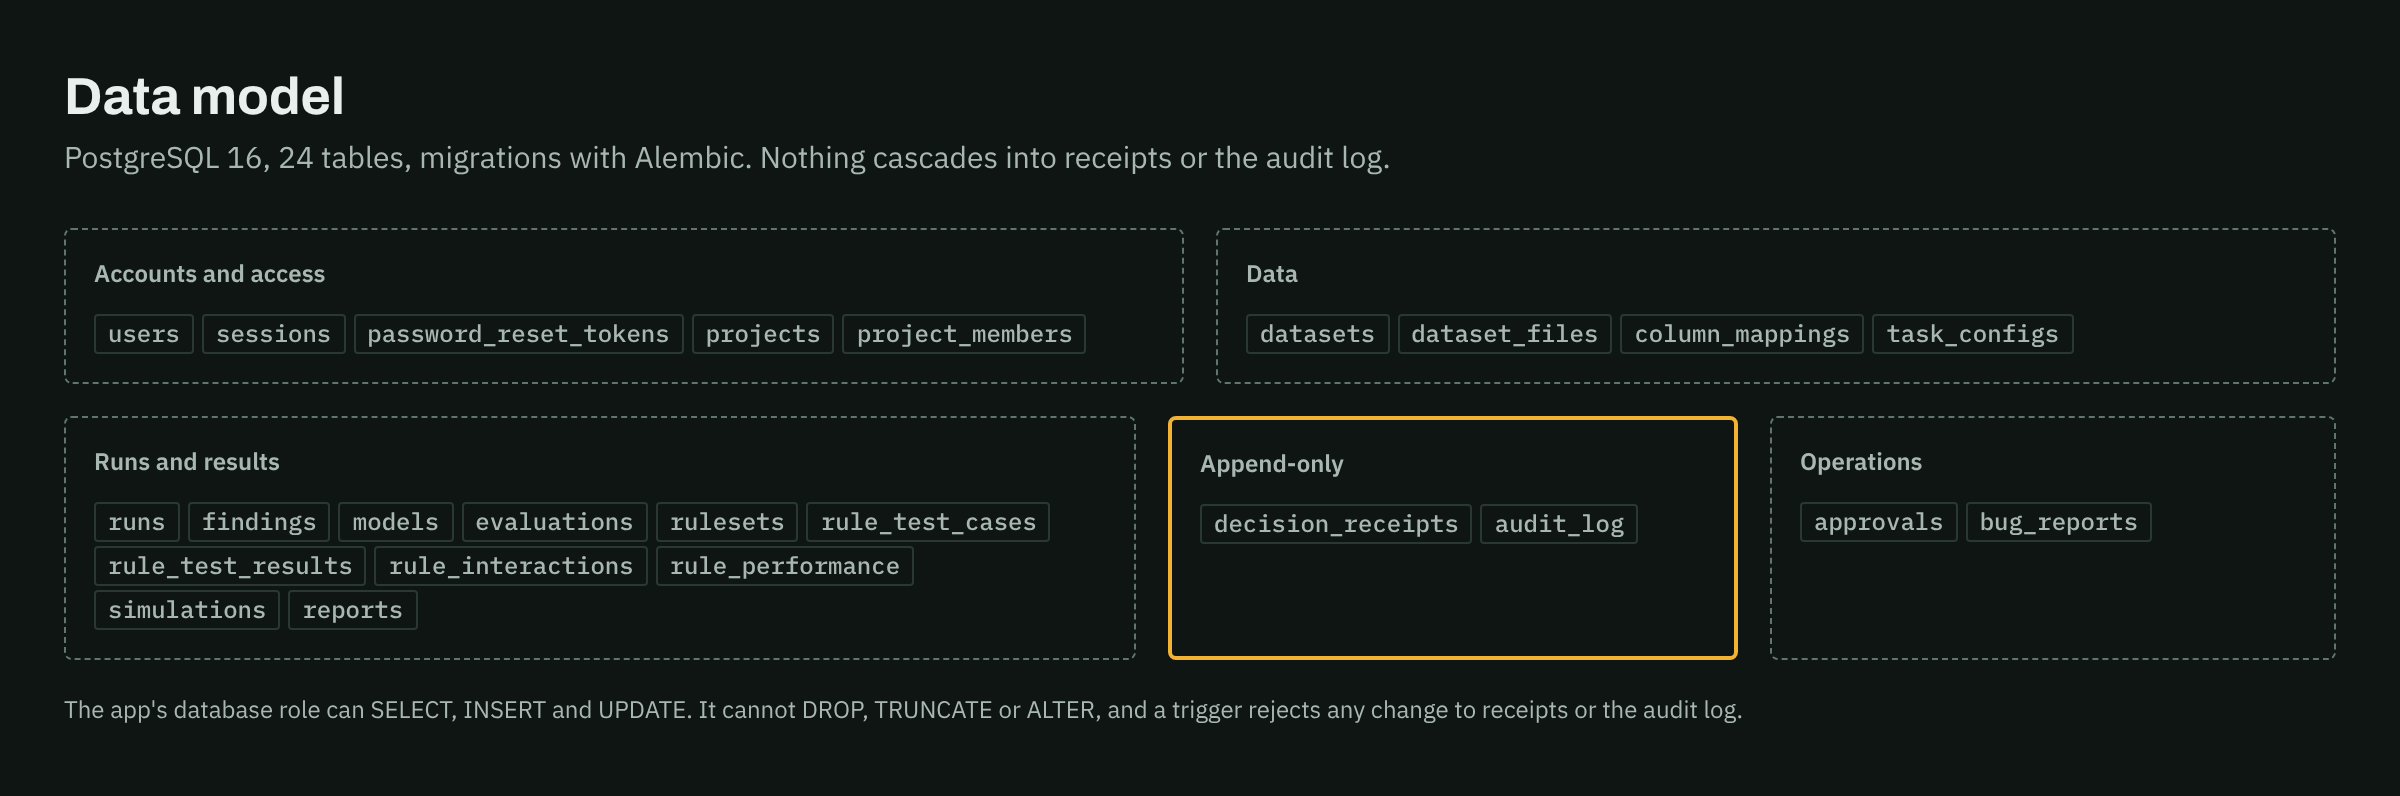 Data model
PostgreSQL 16, 24 tables, migrations with Alembic. Nothing cascades into receipts or the audit log.
Accounts and access
users sessions password_reset_tokens projects project_members
Data
datasets dataset_files column_mappings task_configs
Runs and results
runs findings models evaluations rulesets rule_test_cases
rule_test_results rule_interactions rule_performance
simulations reports
Append-only
decision_receipts audit_log
Operations
approvals bug_reports
The app's database role can SELECT, INSERT and UPDATE. It cannot DROP, TRUNCATE or ALTER, and a trigger rejects any change to receipts or the audit log.